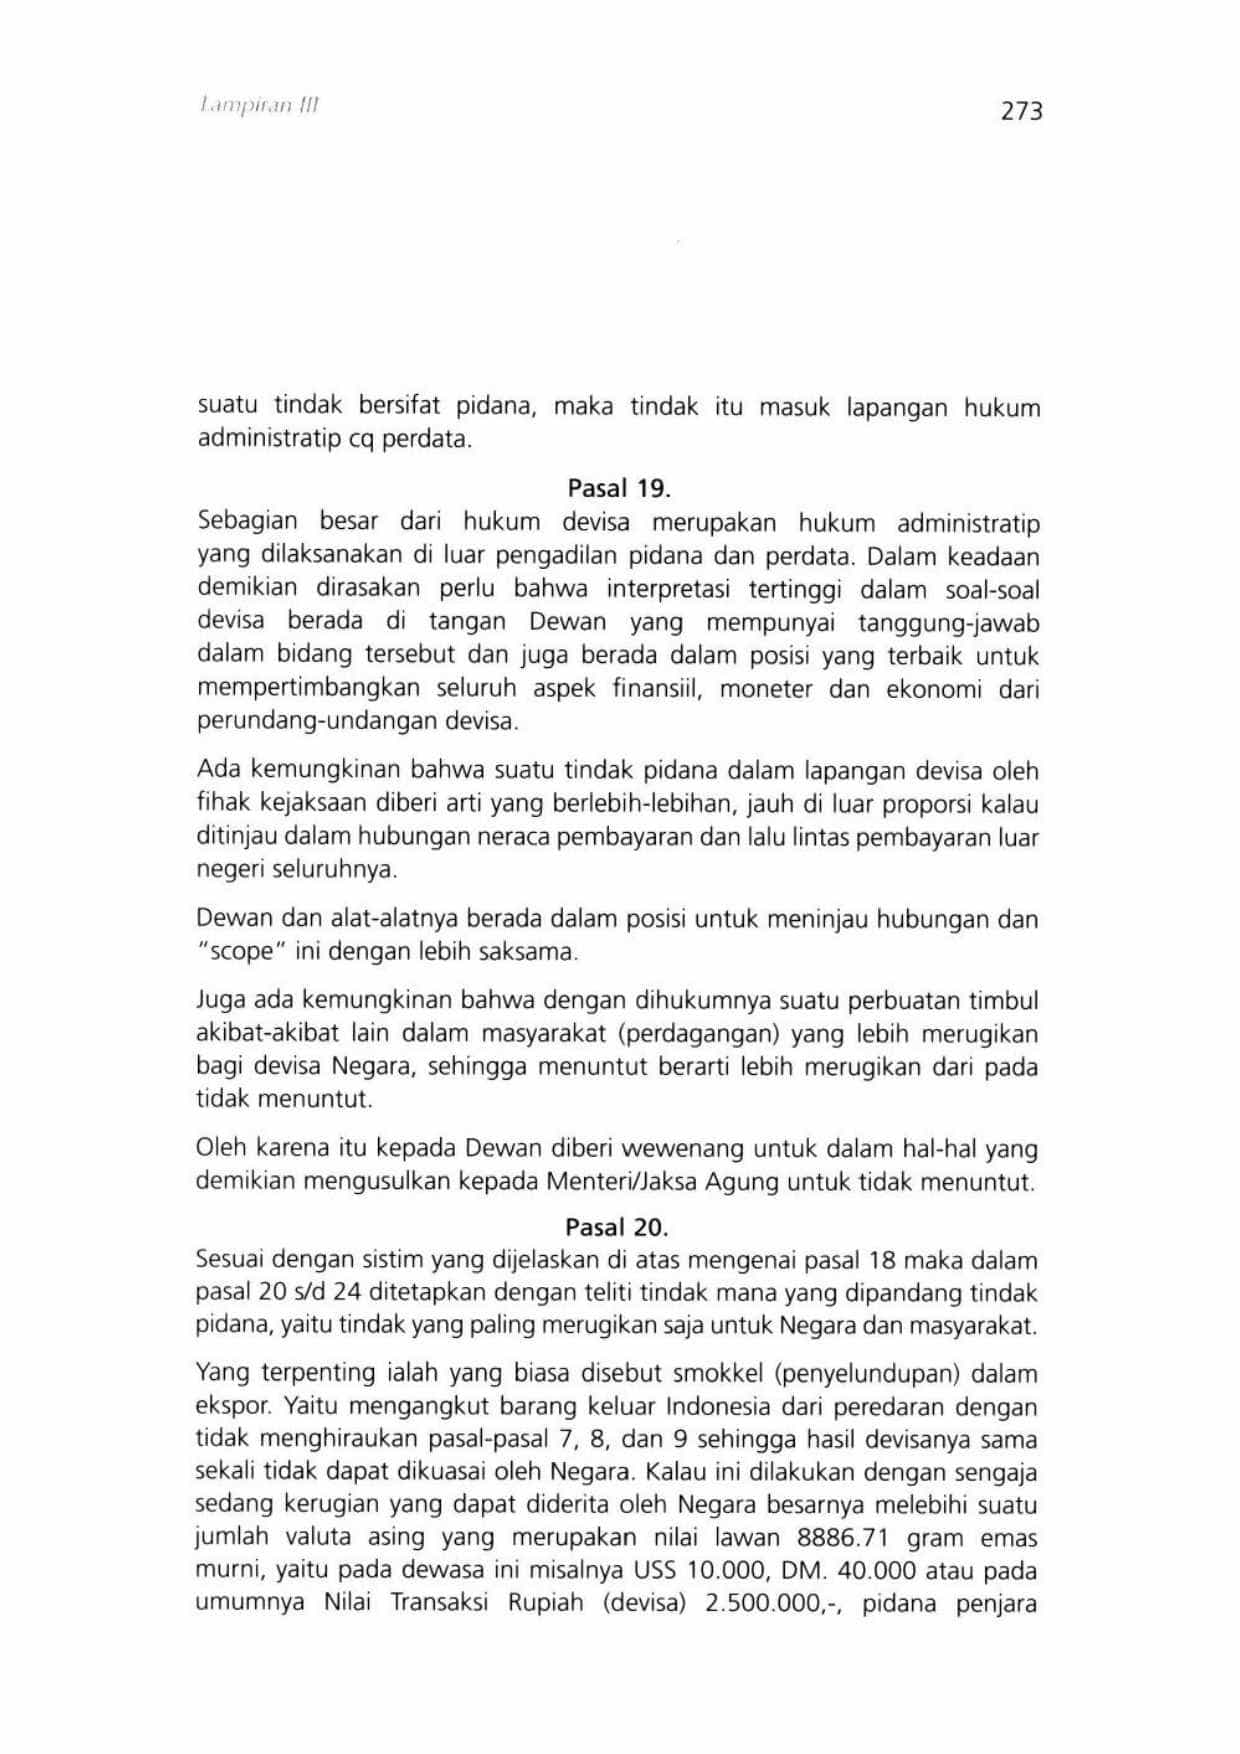 Lampiran III
273
suatu tindak bersifat pidana, maka tindak itu masuk lapangan hukum
administratip cq perdata.
Pasal 19.
Sebagian besar dari hukum devisa merupakan hukum administratip
yang dilaksanakan di luar pengadilan pidana dan perdata. Dalam keadaan
demikian dirasakan perlu bahwa interpretasi tertinggi dalam soal-soal
devisa berada di tangan Dewan yang mempunyai tanggung-jawab
dalam bidang tersebut dan juga berada dalam posisi yang terbaik untuk
mempertimbangkan seluruh aspek finansiil, moneter dan ekonomi dari
perundang-undangan devisa.
Ada kemungkinan bahwa suatu tindak pidana dalam lapangan devisa oleh
fihak kejaksaan diberi arti yang berlebih-lebihan, jauh di luar proporsi kalau
ditinjau dalam hubungan neraca pembayaran dan lalu lintas pembayaran luar
negeri seluruhnya.
Dewan dan alat-alatnya berada dalam posisi untuk meninjau hubungan dan
"scope" ini dengan lebih saksama.
Juga ada kemungkinan bahwa dengan dihukumnya suatu perbuatan timbul
akibat-akibat lain dalam masyarakat (perdagangan) yang lebih merugikan
bagi devisa Negara, sehingga menuntut berarti lebih merugikan dari pada
tidak menuntut.
Oleh karena itu kepada Dewan diberi wewenang untuk dalam hal-hal yang
demikian mengusulkan kepada Menteri/Jaksa Agung untuk tidak menuntut.
Pasal 20.
Sesuai dengan sistim yang dijelaskan di atas mengenai pasal 18 maka dalam
pasal 20 s/d 24 ditetapkan dengan teliti tindak mana yang dipandang tindak
pidana, yaitu tindak yang paling merugikan saja untuk Negara dan masyarakat.
Yang terpenting ialah yang biasa disebut smokkel (penyelundupan) dalam
ekspor. Yaitu mengangkut barang keluar Indonesia dari peredaran dengan
tidak menghiraukan pasal-pasal 7, 8, dan 9 sehingga hasil devisanya sama
sekali tidak dapat dikuasai oleh Negara. Kalau ini dilakukan dengan sengaja
sedang kerugian yang dapat diderita oleh Negara besarnya melebihi suatu
jumlah valuta asing yang merupakan nilai lawan 8886.71 gram emas
murni, yaitu pada dewasa ini misalnya USS 10.000, DM. 40.000 atau pada
umumnya Nilai Transaksi Rupiah (devisa) 2.500.000,-, pidana penjara